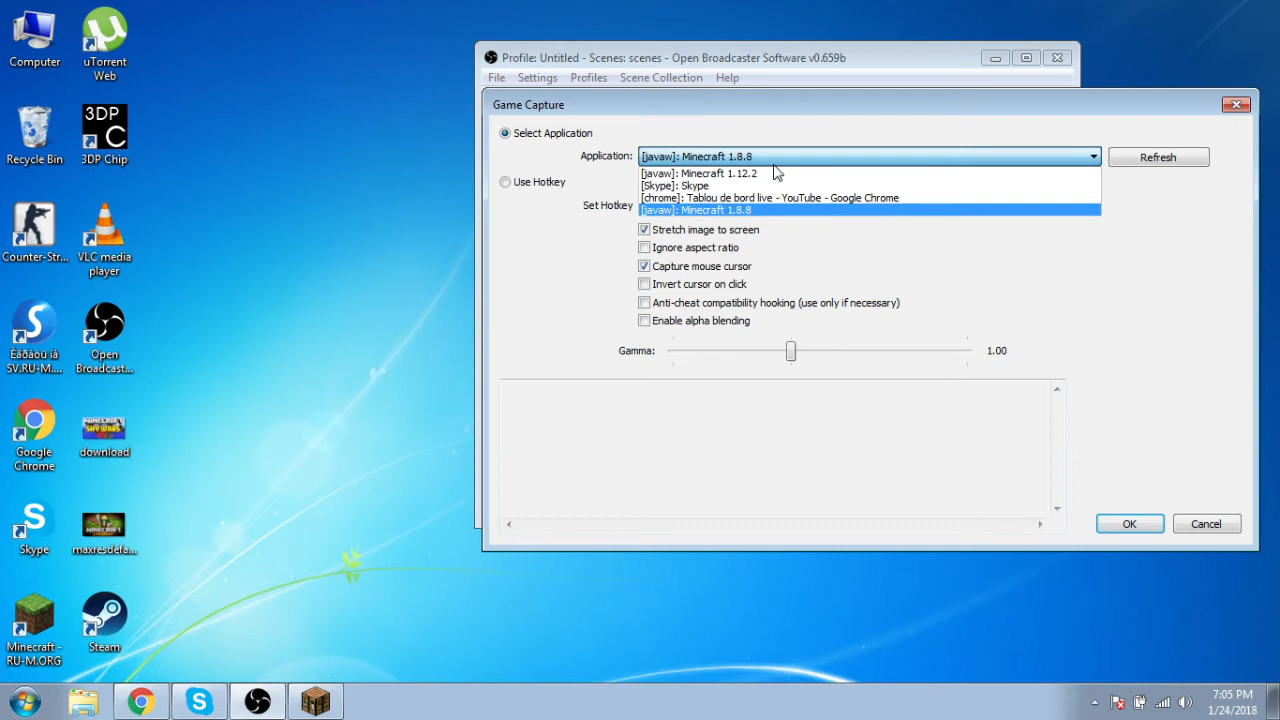 Computer
uTorrent
Web
Recycle Bin
3DP
C
3DP Chip
Counter-Str...
VLC media
player
Èãðàòü íà
SV.RU-M....
Open
Broadcast...
Google
Chrome
download
Skype
maxresdefa...
Minecraft -
RU-M.ORG
Steam
Profile: Untitled - Scenes: scenes - Open Broadcaster Software v0.659b
File Settings Profiles Scene Collection Help
Game Capture
Select Application
Application: [javaw]: Minecraft 1.8.8 Refresh
[javaw]: Minecraft 1.12.2
[Skype]: Skype
[chrome]: Tablou de bord live - YouTube - Google Chrome
[javaw]: Minecraft 1.8.8
Use Hotkey
Set Hotkey
Stretch image to screen
Ignore aspect ratio
Capture mouse cursor
Invert cursor on click
Anti-cheat compatibility hooking (use only if necessary)
Enable alpha blending
Gamma: 1.00
OK Cancel
7:05 PM
1/24/2018